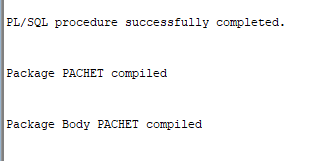 PL/SQL procedure successfully completed.
Package PACHET compiled
Package Body PACHET compiled